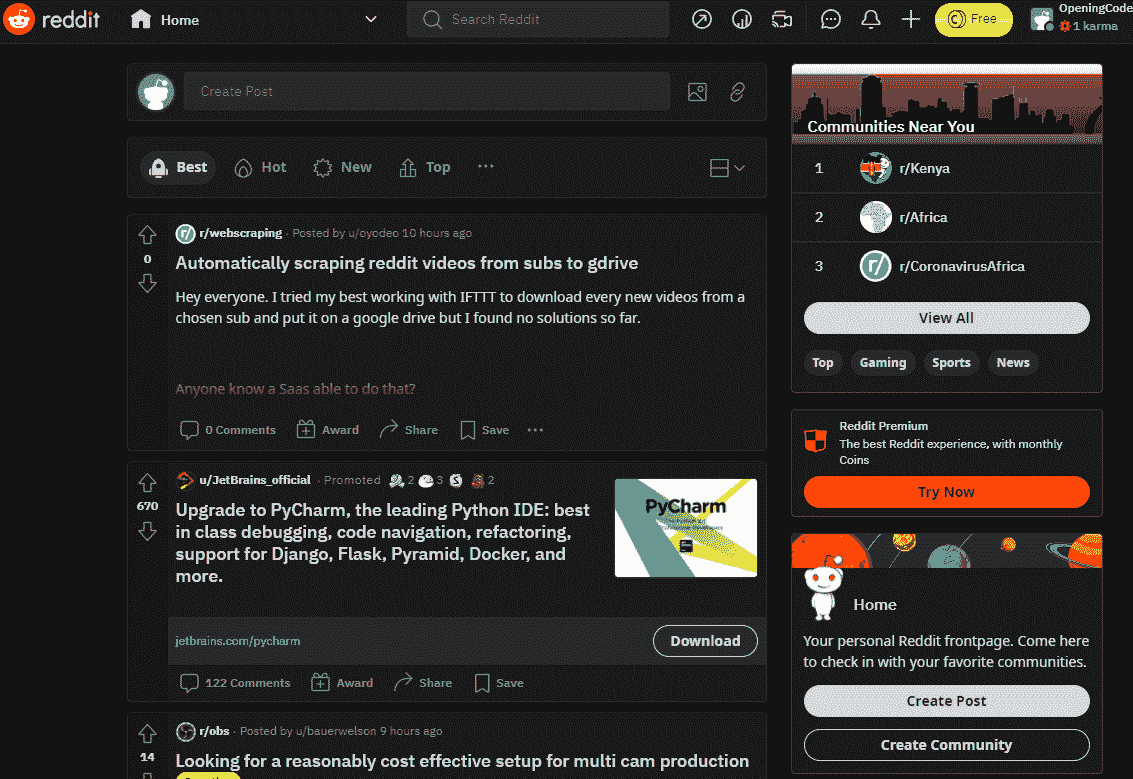 reddit Home Search Reddit Free OpeningCode
1 karma
Create Post
Best Hot New Top
r/webscraping · Posted by u/oyodeo 10 hours ago
0
Automatically scraping reddit videos from subs to gdrive
Hey everyone. I tried my best working with IFTTT to download every new videos from a
chosen sub and put it on a google drive but I found no solutions so far.
Anyone know a Saas able to do that?
0 Comments Award Share Save
u/JetBrains_official · Promoted 2 3 2
670
Upgrade to PyCharm, the leading Python IDE: best
in class debugging, code navigation, refactoring,
support for Django, Flask, Pyramid, Docker, and
more.
PyCharm
jetbrains.com/pycharm Download
122 Comments Award Share Save
r/obs · Posted by u/bauerwelson 9 hours ago
14
Looking for a reasonably cost effective setup for multi cam production
Communities Near You
1 r/Kenya
2 r/Africa
3 r/CoronavirusAfrica
View All
Top Gaming Sports News
Reddit Premium
The best Reddit experience, with monthly
Coins
Try Now
Home
Your personal Reddit frontpage. Come here
to check in with your favorite communities.
Create Post
Create Community